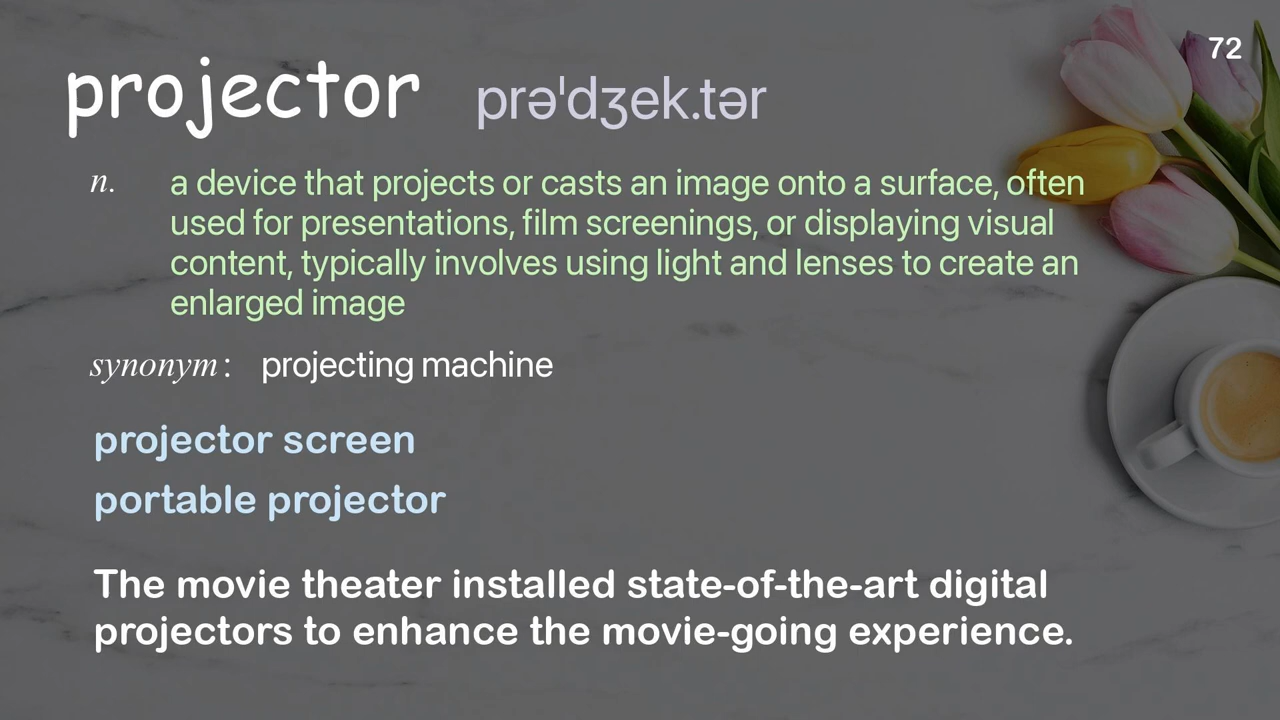 72
projector prəˈdʒek.tər
n. a device that projects or casts an image onto a surface, often
used for presentations, film screenings, or displaying visual
content, typically involves using light and lenses to create an
enlarged image
synonym: projecting machine
projector screen
portable projector
The movie theater installed state-of-the-art digital
projectors to enhance the movie-going experience.